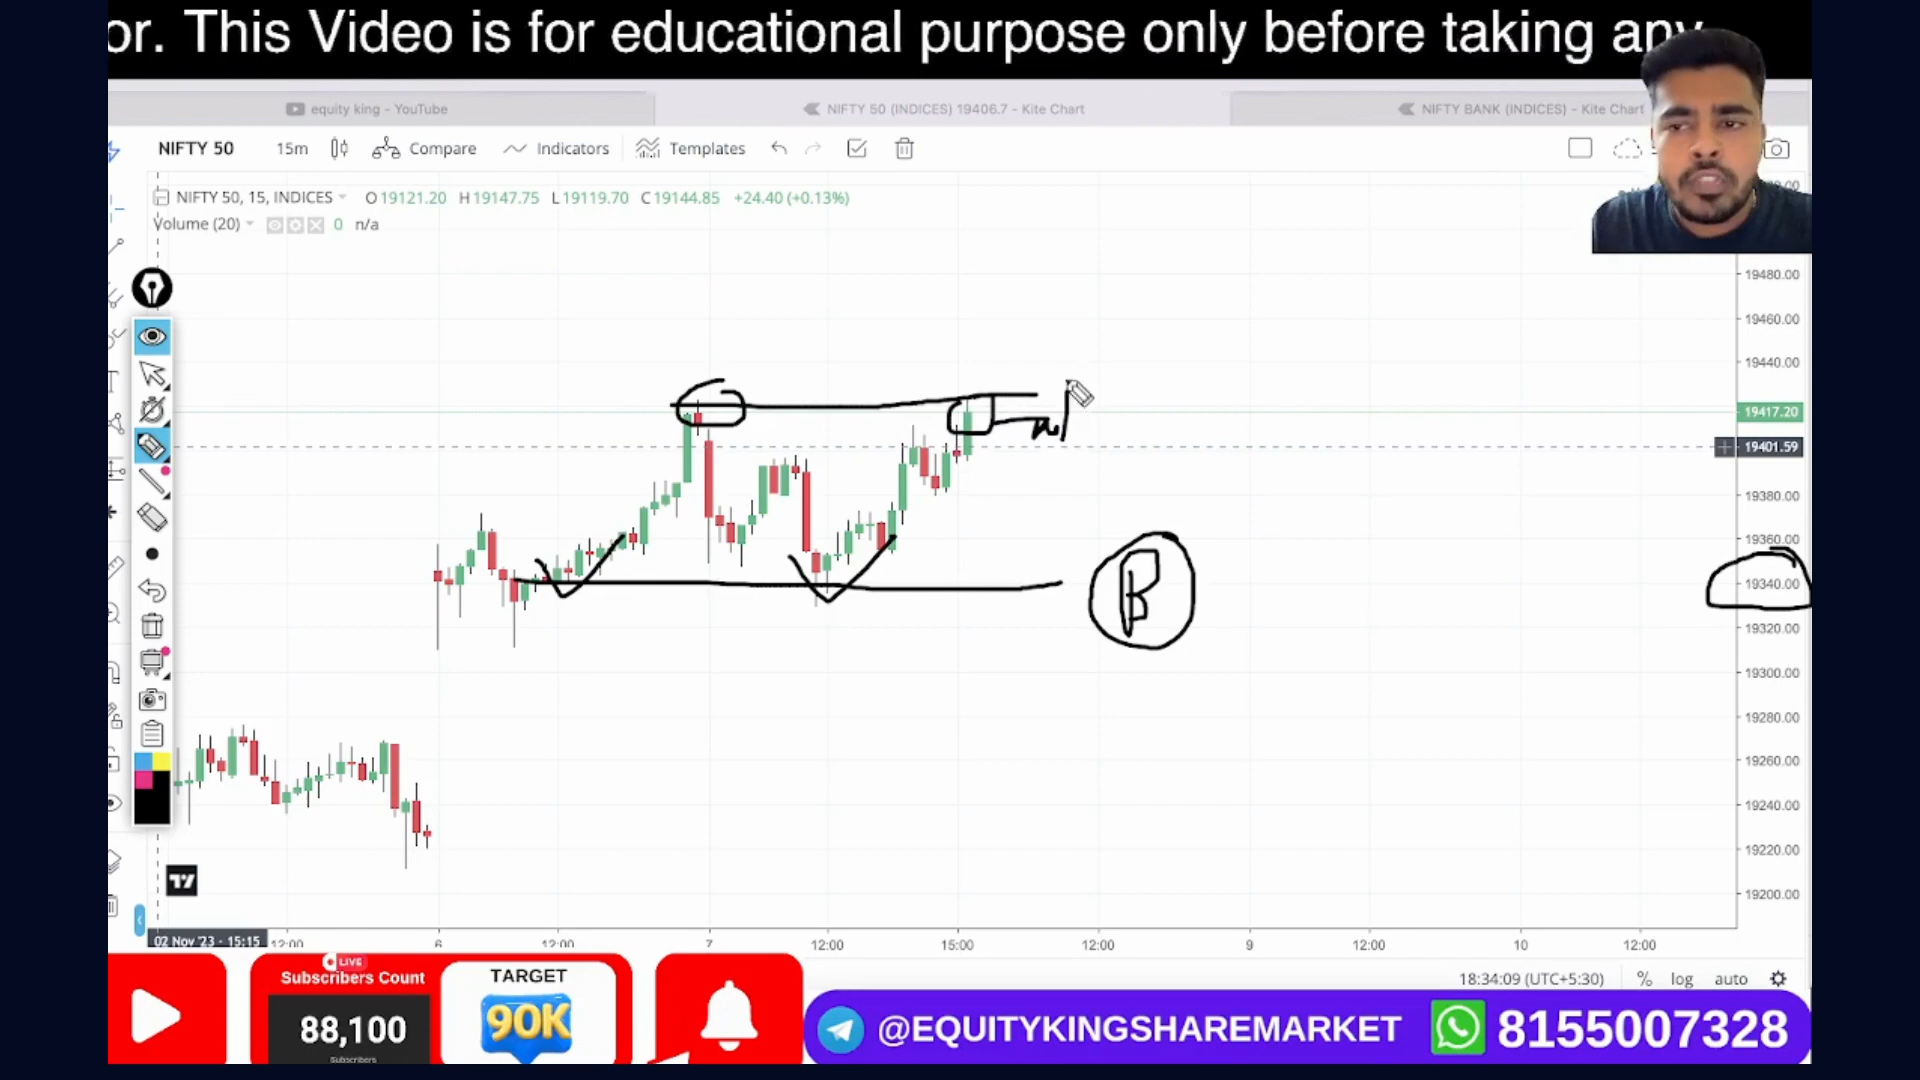 or. This Video is for educational purpose only before taking any
equity king - YouTube
NIFTY 50 (INDICES) 19406.7 - Kite Chart
NIFTY BANK (INDICES) - Kite Chart
NIFTY 50
15m
Compare
Indicators
Templates
NIFTY 50, 15, INDICES
O19121.20 H19147.75 L19119.70 C19144.85 +24.40 (+0.13%)
Volume (20)
0 n/a
19480.00
19460.00
19440.00
19417.20
19401.59
19380.00
19360.00
19340.00
19320.00
19300.00
19280.00
19260.00
19240.00
19220.00
19200.00
B
02 Nov '23 - 15:15
12:00
6
12:00
7
12:00
15:00
12:00
9
12:00
10
12:00
18:34:09 (UTC+5:30)
%
log
auto
LIVE
Subscribers Count
88,100
Subscribers
TARGET
90K
@EQUITYKINGSHAREMARKET
8155007328